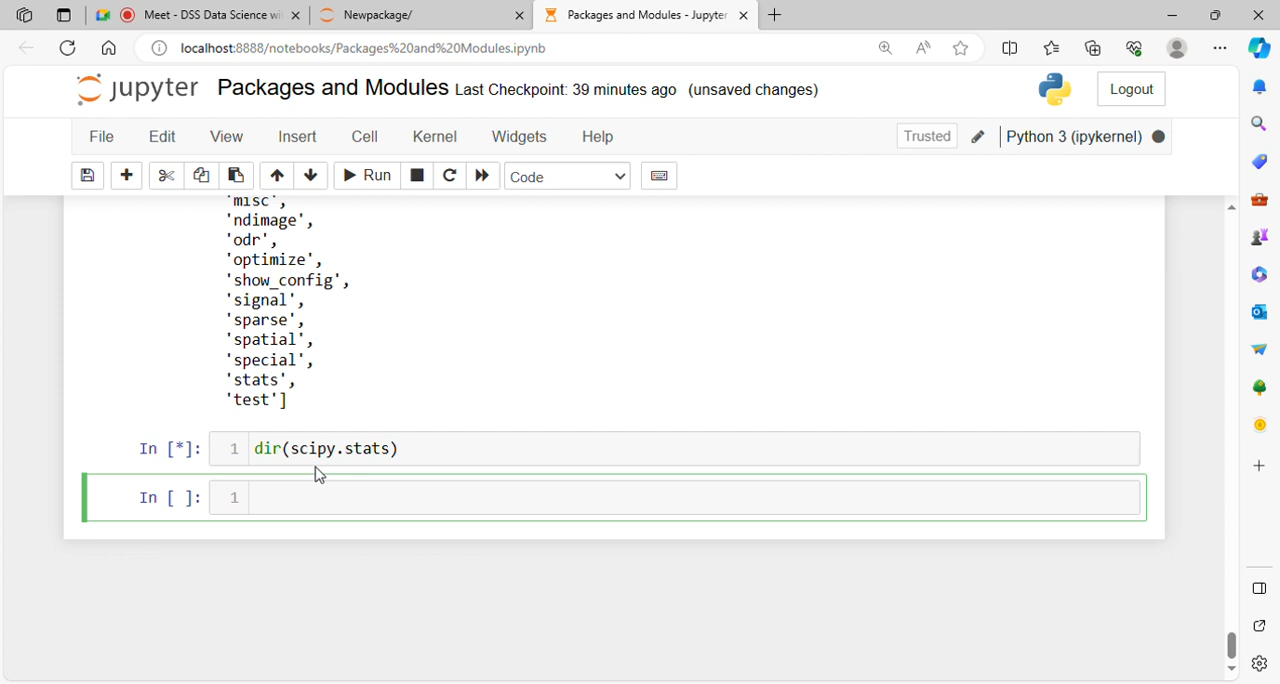 Meet - DSS Data Science wi
Newpackage/
Packages and Modules - Jupyter
localhost:8888/notebooks/Packages%20and%20Modules.ipynb
jupyter Packages and Modules Last Checkpoint: 39 minutes ago (unsaved changes)
Logout
File Edit View Insert Cell Kernel Widgets Help
Trusted Python 3 (ipykernel)
Run Code
'misc',
'ndimage',
'odr',
'optimize',
'show_config',
'signal',
'sparse',
'spatial',
'special',
'stats',
'test']
In [*]: 1 dir(scipy.stats)
In [ ]: 1